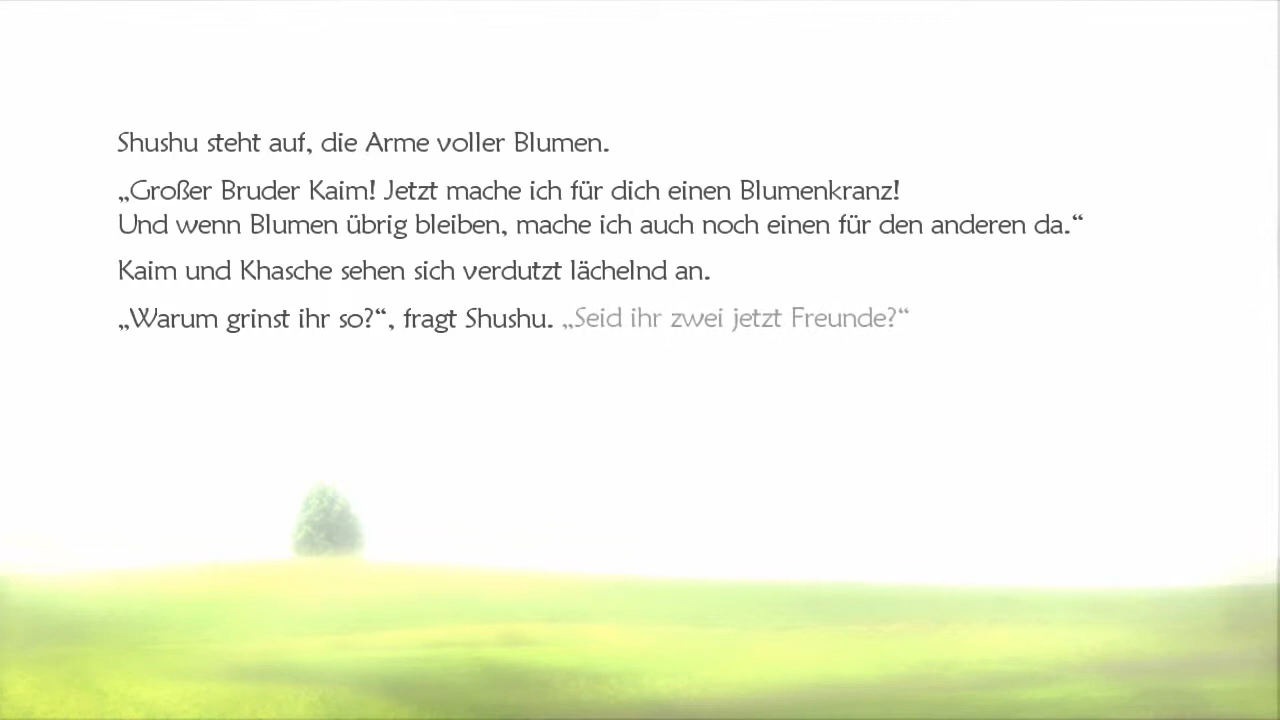 Shushu steht auf, die Arme voller Blumen.
„Großer Bruder Kaim! Jetzt mache ich für dich einen Blumenkranz!
Und wenn Blumen übrig bleiben, mache ich auch noch einen für den anderen da.“
Kaim und Khasche sehen sich verdutzt lächelnd an.
„Warum grinst ihr so?“, fragt Shushu. „Seid ihr zwei jetzt Freunde?“